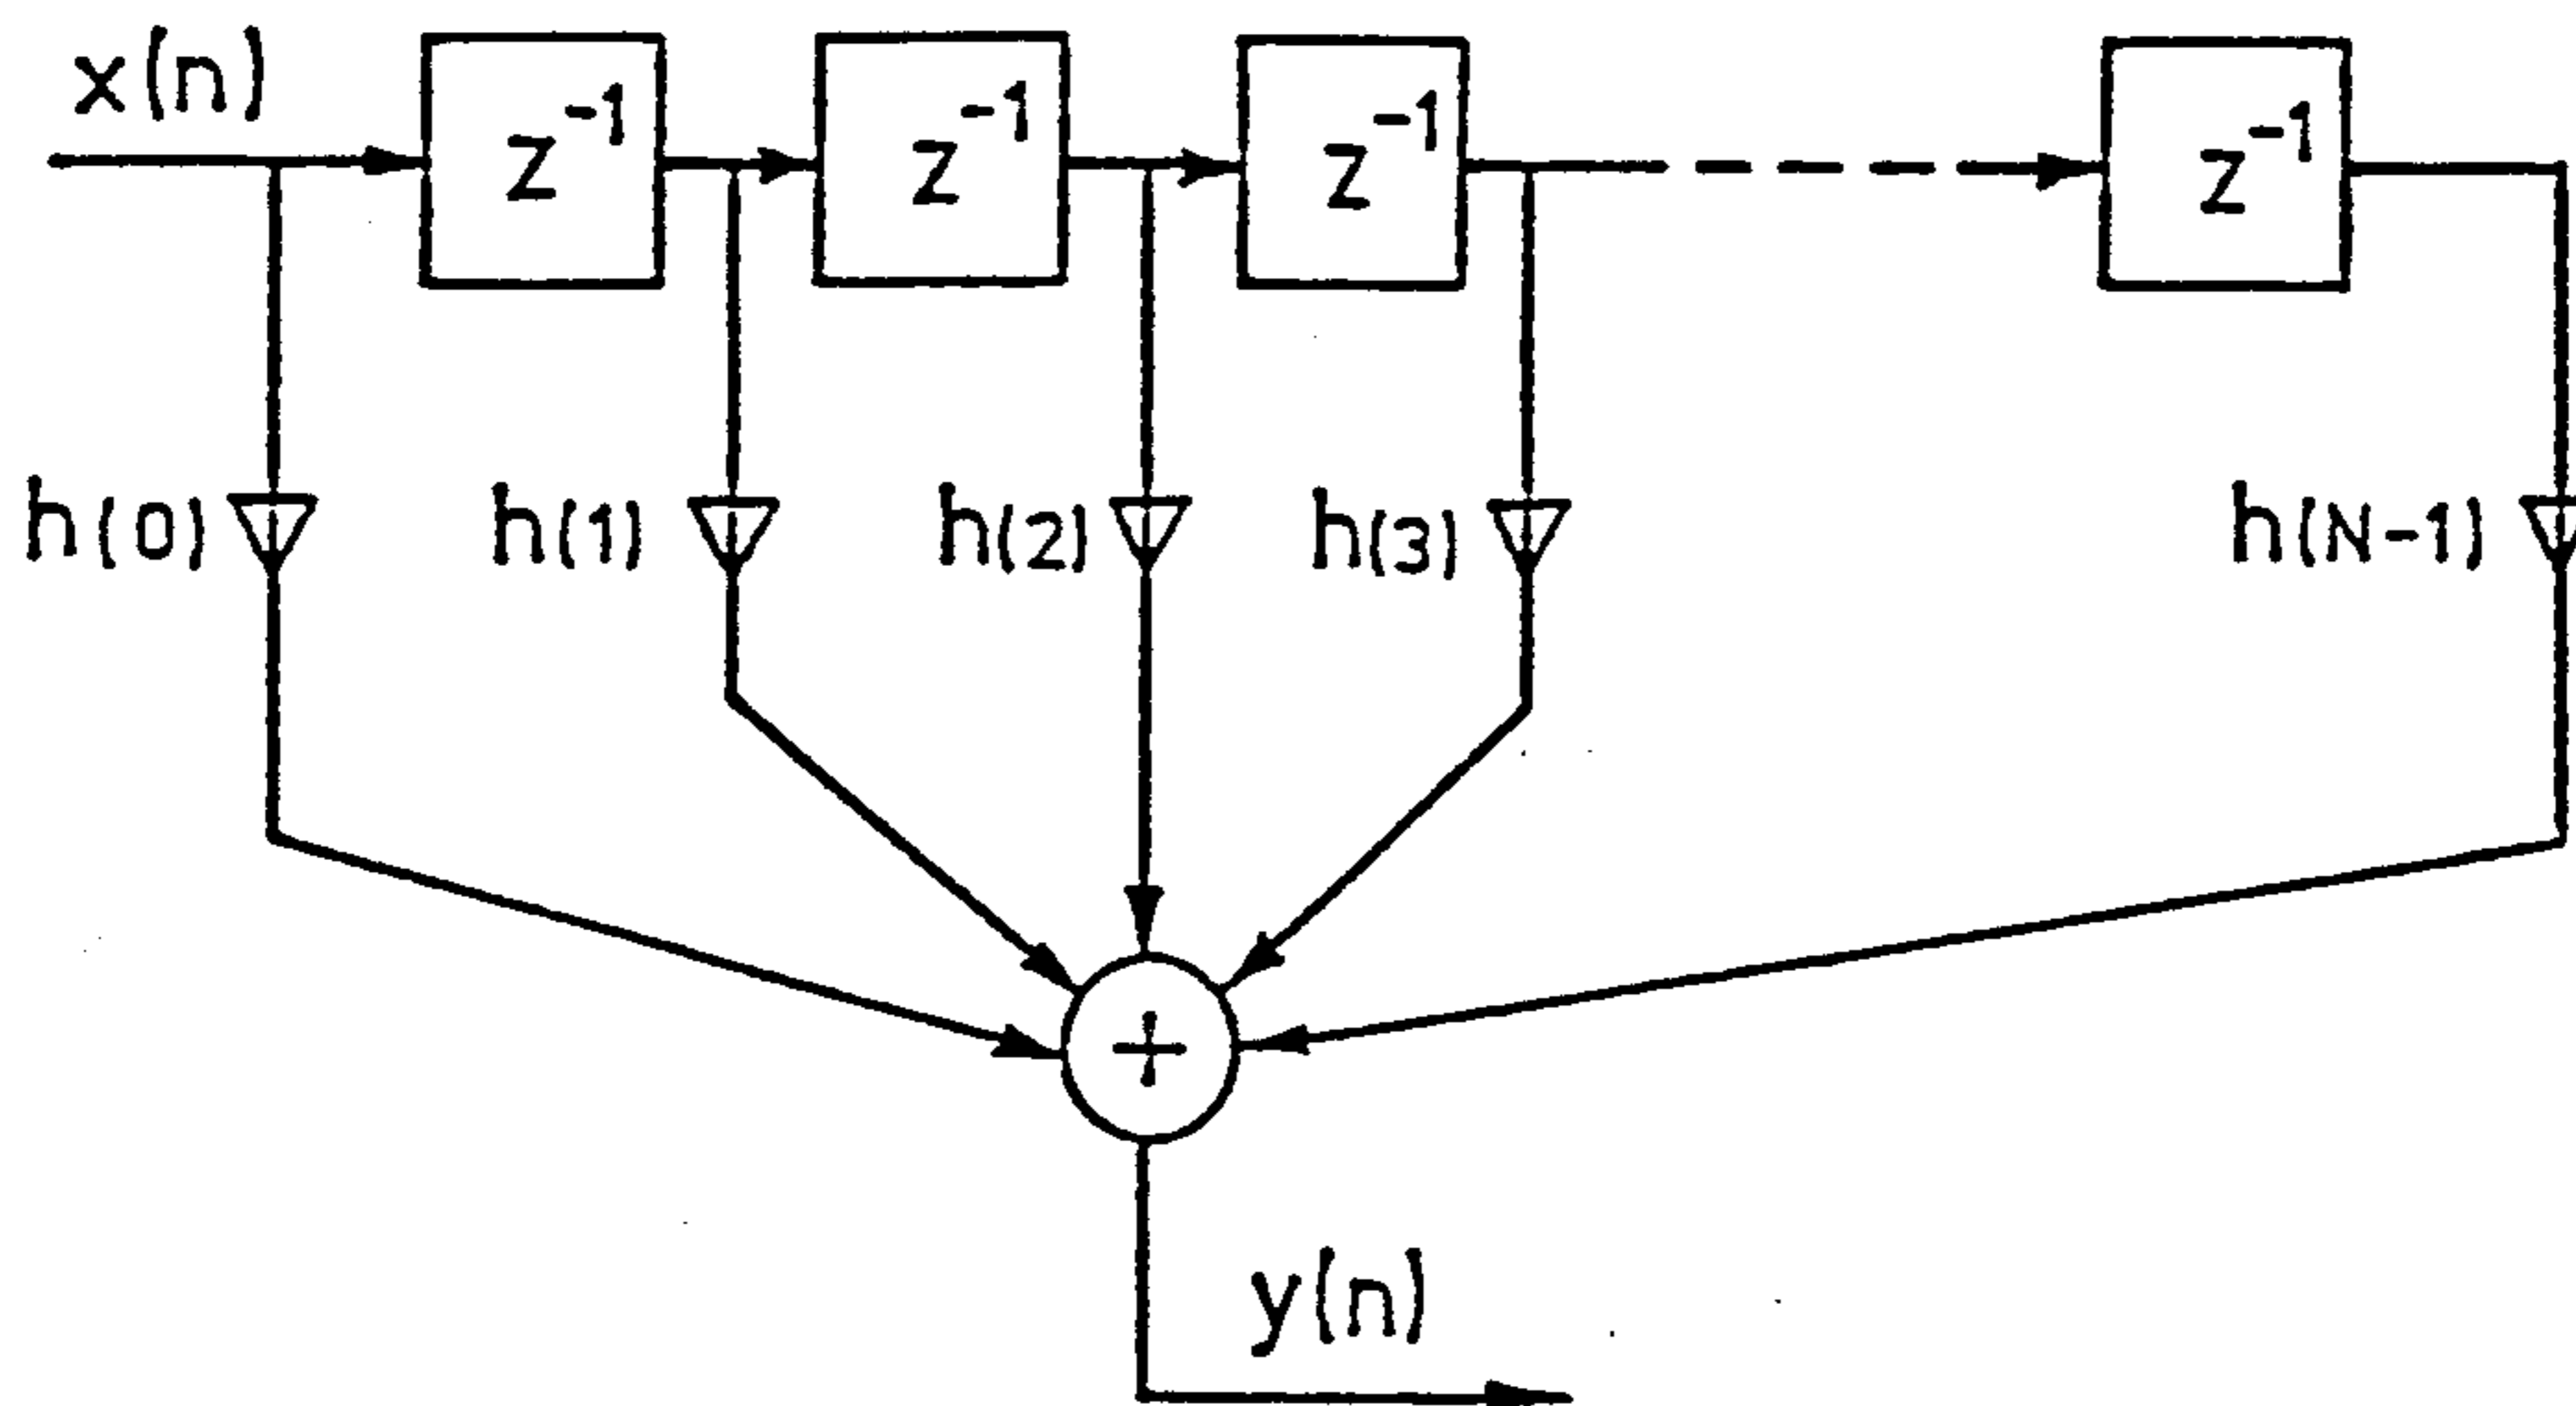 x(n)
z⁻¹ z⁻¹ z⁻¹ z⁻¹
h(0) h(1) h(2) h(3) h(N-1)
+
y(n)